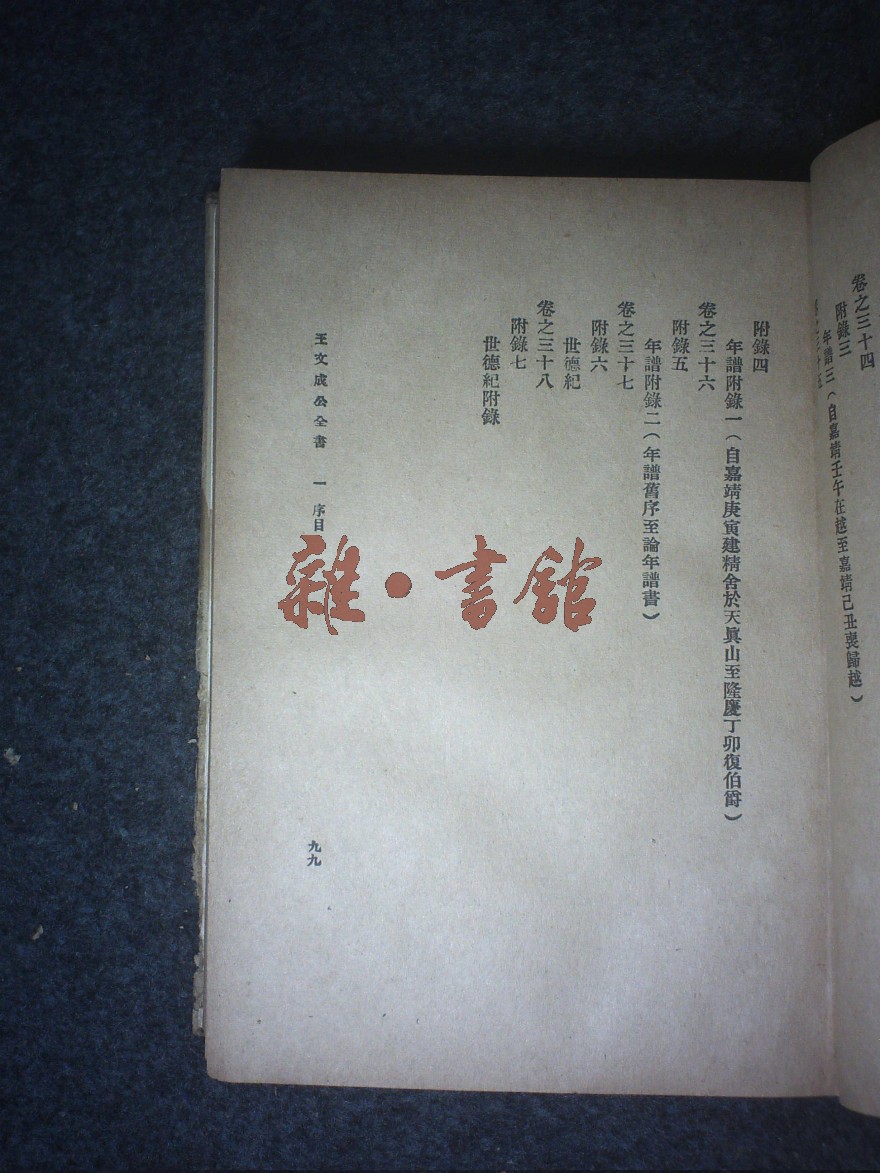 卷之三十四
附錄三
年譜三（自嘉靖壬午在越至嘉靖己丑喪歸越）
附錄四
年譜附錄一（自嘉靖庚寅建精舍於天眞山至隆慶丁卯復伯爵）
卷之三十六
附錄五
年譜附錄二（年譜舊序至論年譜書）
卷之三十七
附錄六
世德紀
卷之三十八
附錄七
世德紀附錄
王文成公全書 一 序目
九九
雜·書館